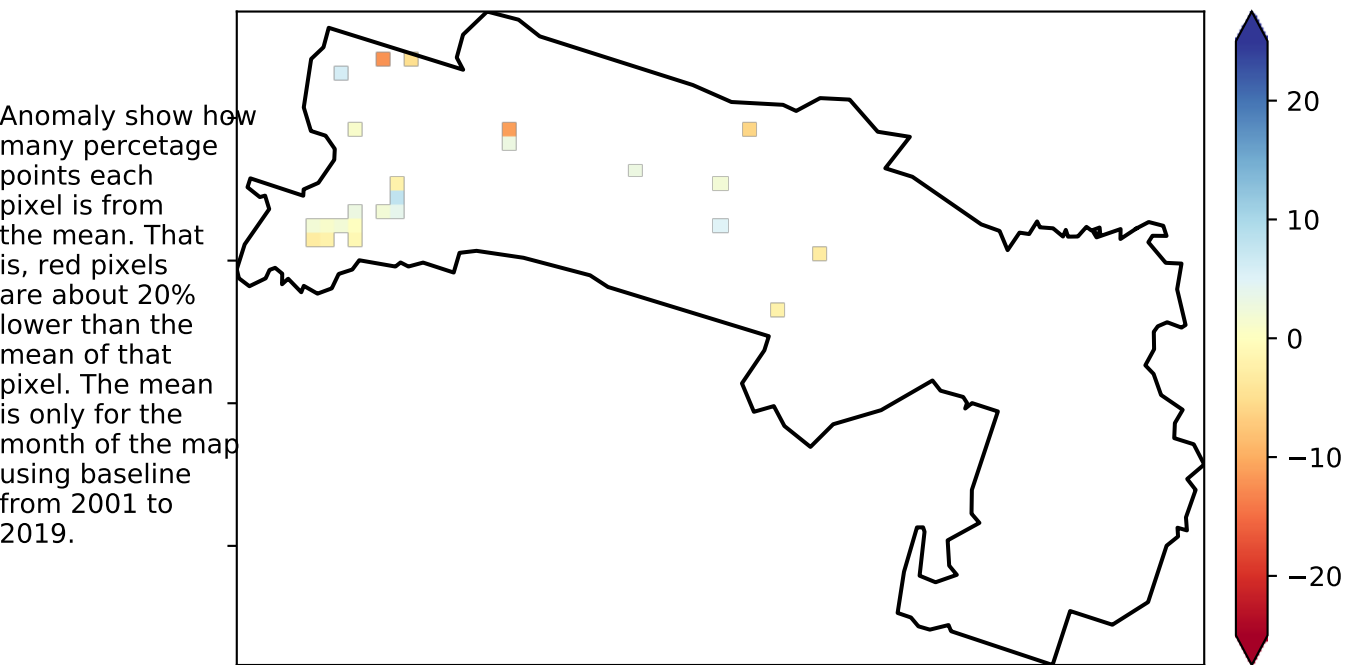 Anomaly show how
many percetage
points each
pixel is from
the mean. That
is, red pixels
are about 20%
lower than the
mean of that
pixel. The mean
is only for the
month of the map
using baseline
from 2001 to
2019.
20
10
0
−10
−20